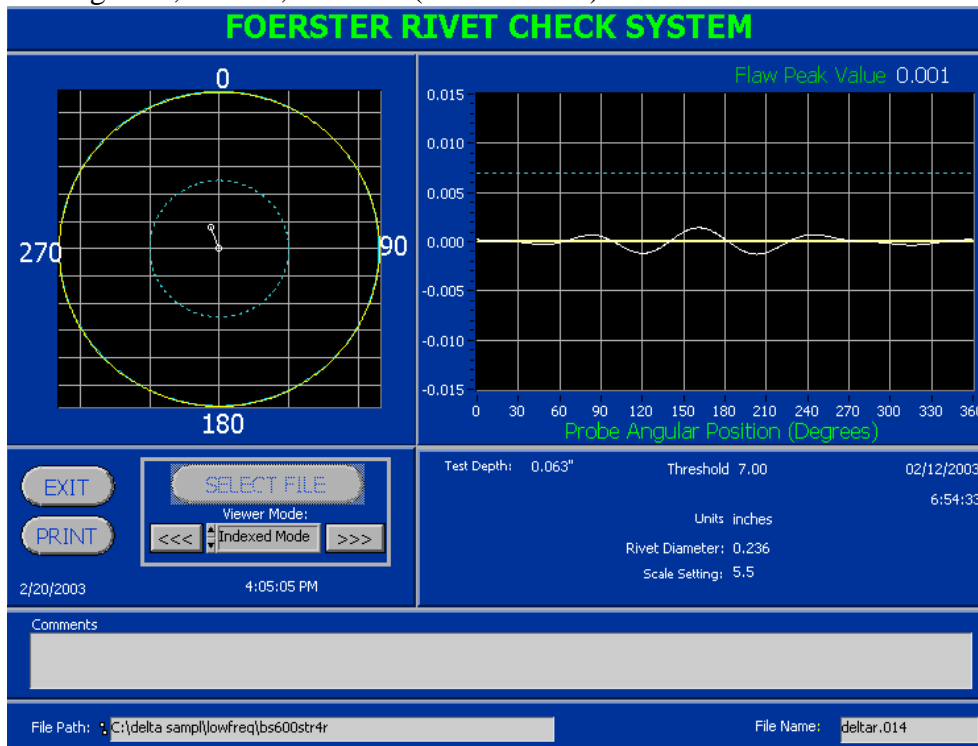 FOERSTER RIVET CHECK SYSTEM
0
90
180
270
Flaw Peak Value 0.001
0.015
0.010
0.005
0.000
-0.005
-0.010
-0.015
0 30 60 90 120 150 180 210 240 270 300 330 360
Probe Angular Position (Degrees)
EXIT
PRINT
SELECT FILE
Viewer Mode:
<<< Indexed Mode >>>
2/20/2003 4:05:05 PM
Test Depth: 0.063" Threshold 7.00 02/12/2003
6:54:33
Units inches
Rivet Diameter: 0.236
Scale Setting: 5.5
Comments
File Path: C:\delta sampl\lowfreq\bs600str4r
File Name: deltar.014